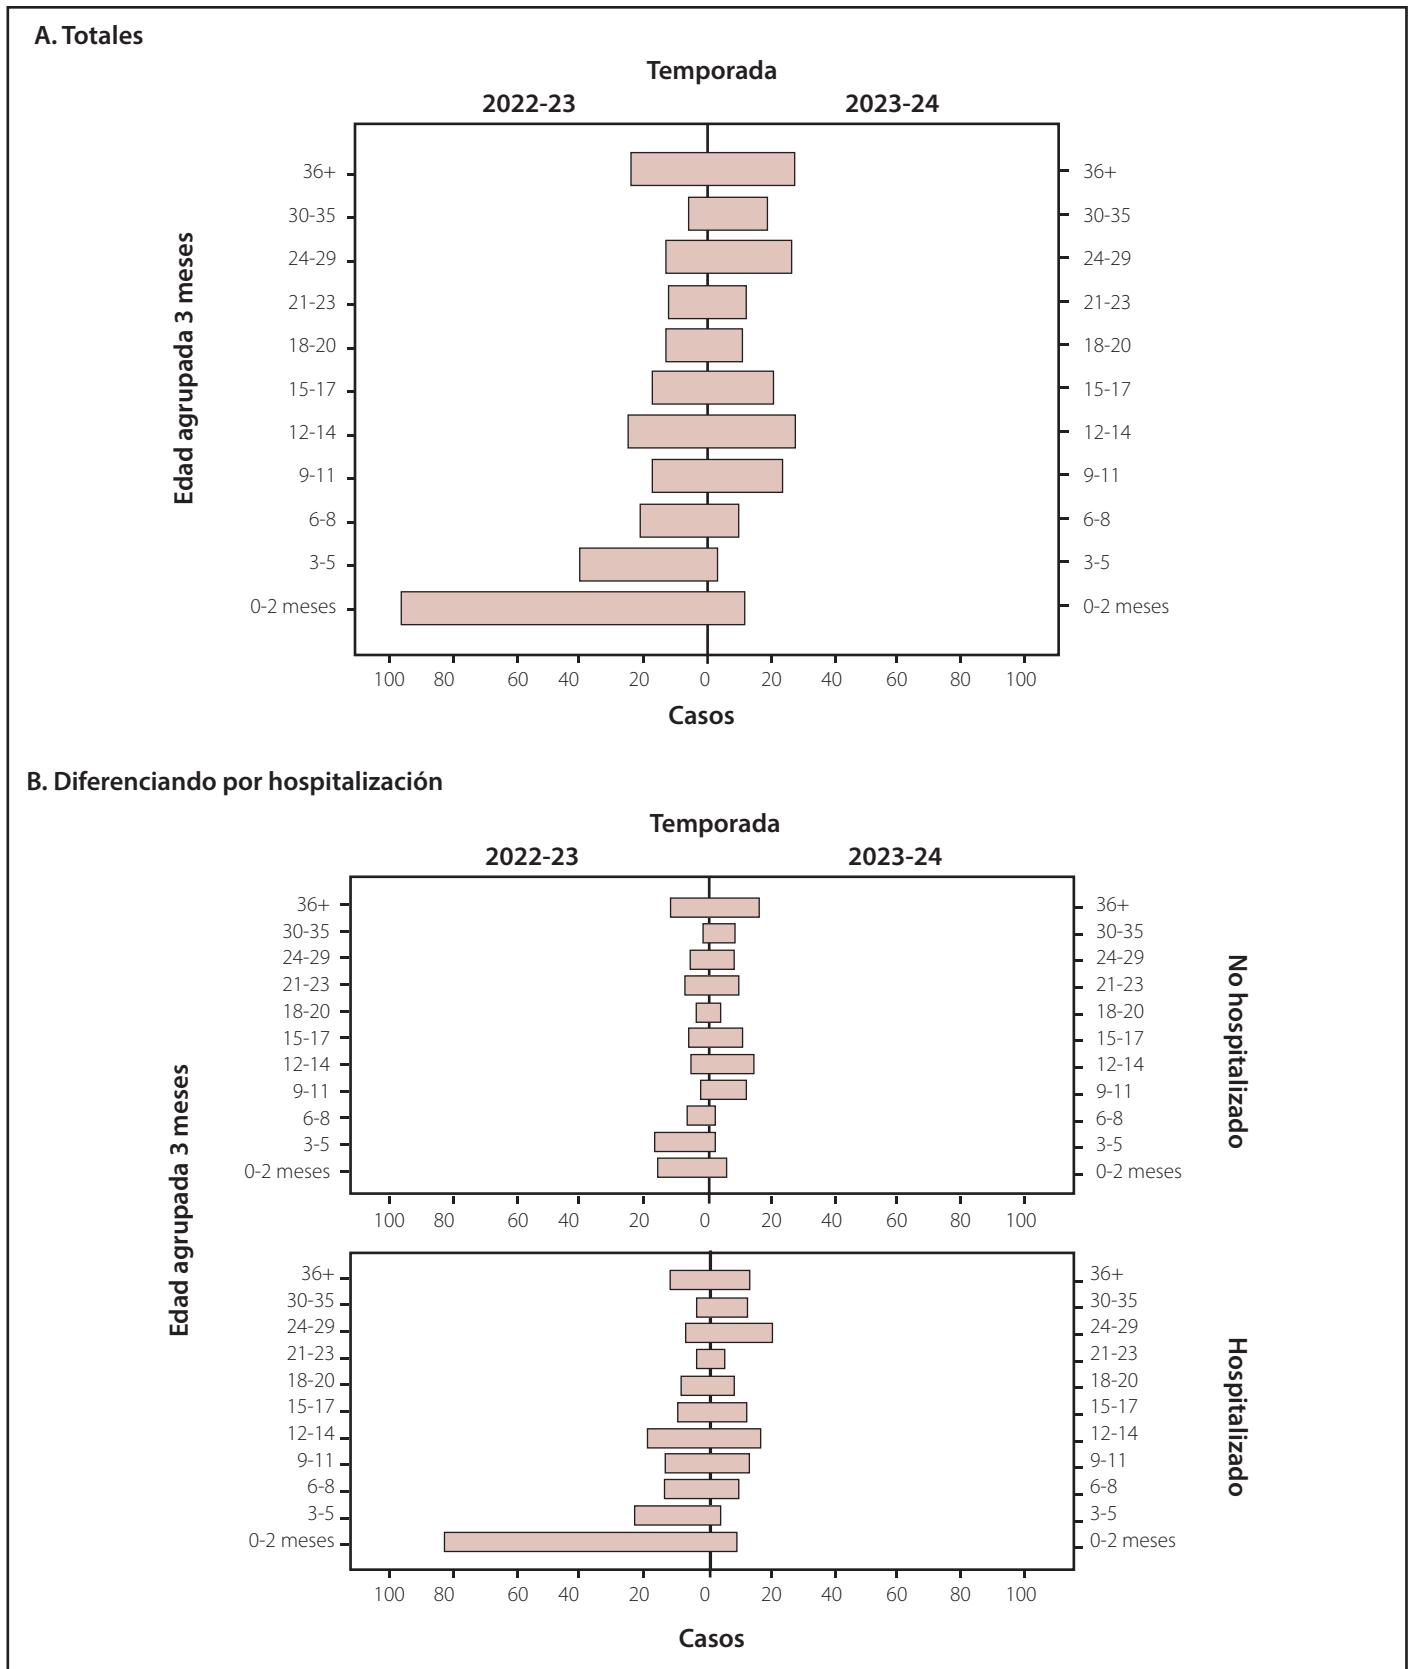 A. Totales
Temporada
2022-23 2023-24
Edad agrupada 3 meses
36+ 36+
30-35 30-35
24-29 24-29
21-23 21-23
18-20 18-20
15-17 15-17
12-14 12-14
9-11 9-11
6-8 6-8
3-5 3-5
0-2 meses 0-2 meses
100 80 60 40 20 0 20 40 60 80 100
Casos
B. Diferenciando por hospitalización
Temporada
2022-23 2023-24
Edad agrupada 3 meses
36+ 36+
30-35 30-35
24-29 24-29
21-23 21-23
18-20 18-20
15-17 15-17
12-14 12-14
9-11 9-11
6-8 6-8
3-5 3-5
0-2 meses 0-2 meses
No hospitalizado
100 80 60 40 20 0 20 40 60 80 100
36+ 36+
30-35 30-35
24-29 24-29
21-23 21-23
18-20 18-20
15-17 15-17
12-14 12-14
9-11 9-11
6-8 6-8
3-5 3-5
0-2 meses 0-2 meses
Hospitalizado
100 80 60 40 20 0 20 40 60 80 100
Casos